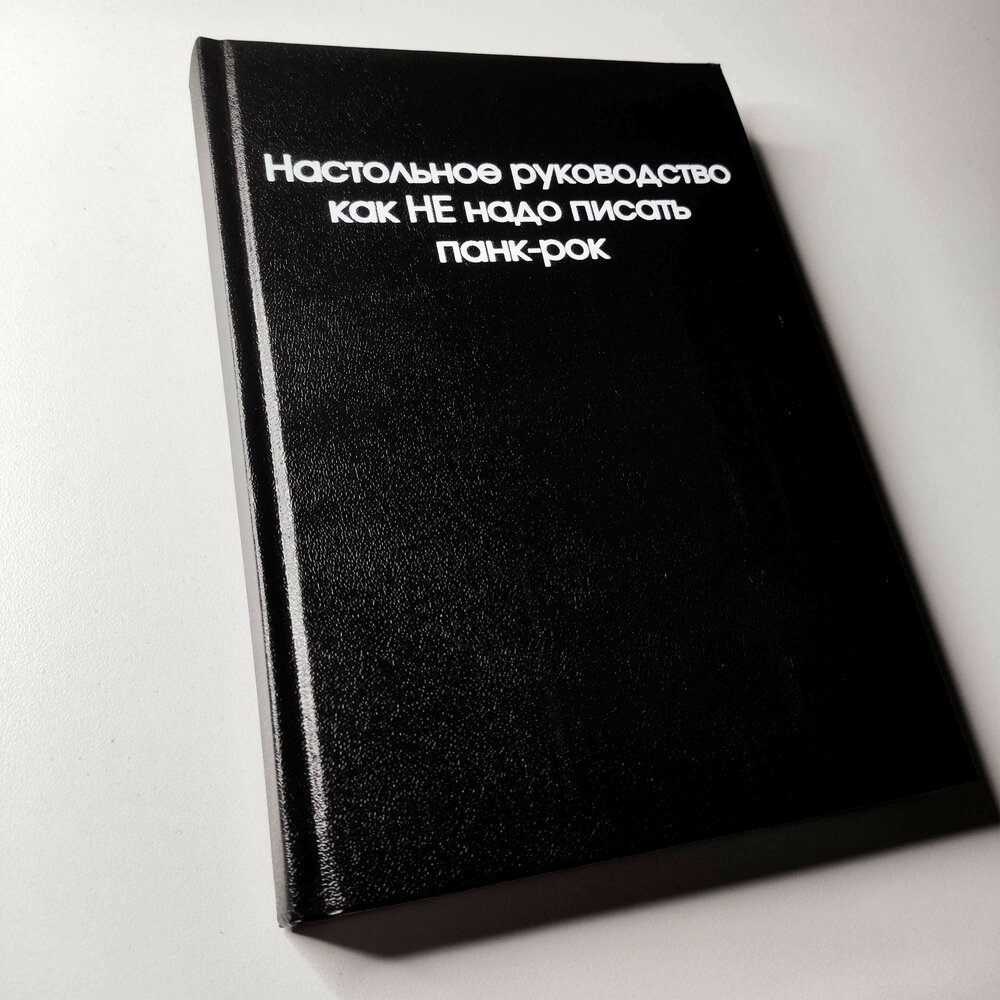 Настольное руководство
как НЕ надо писать
панк-рок